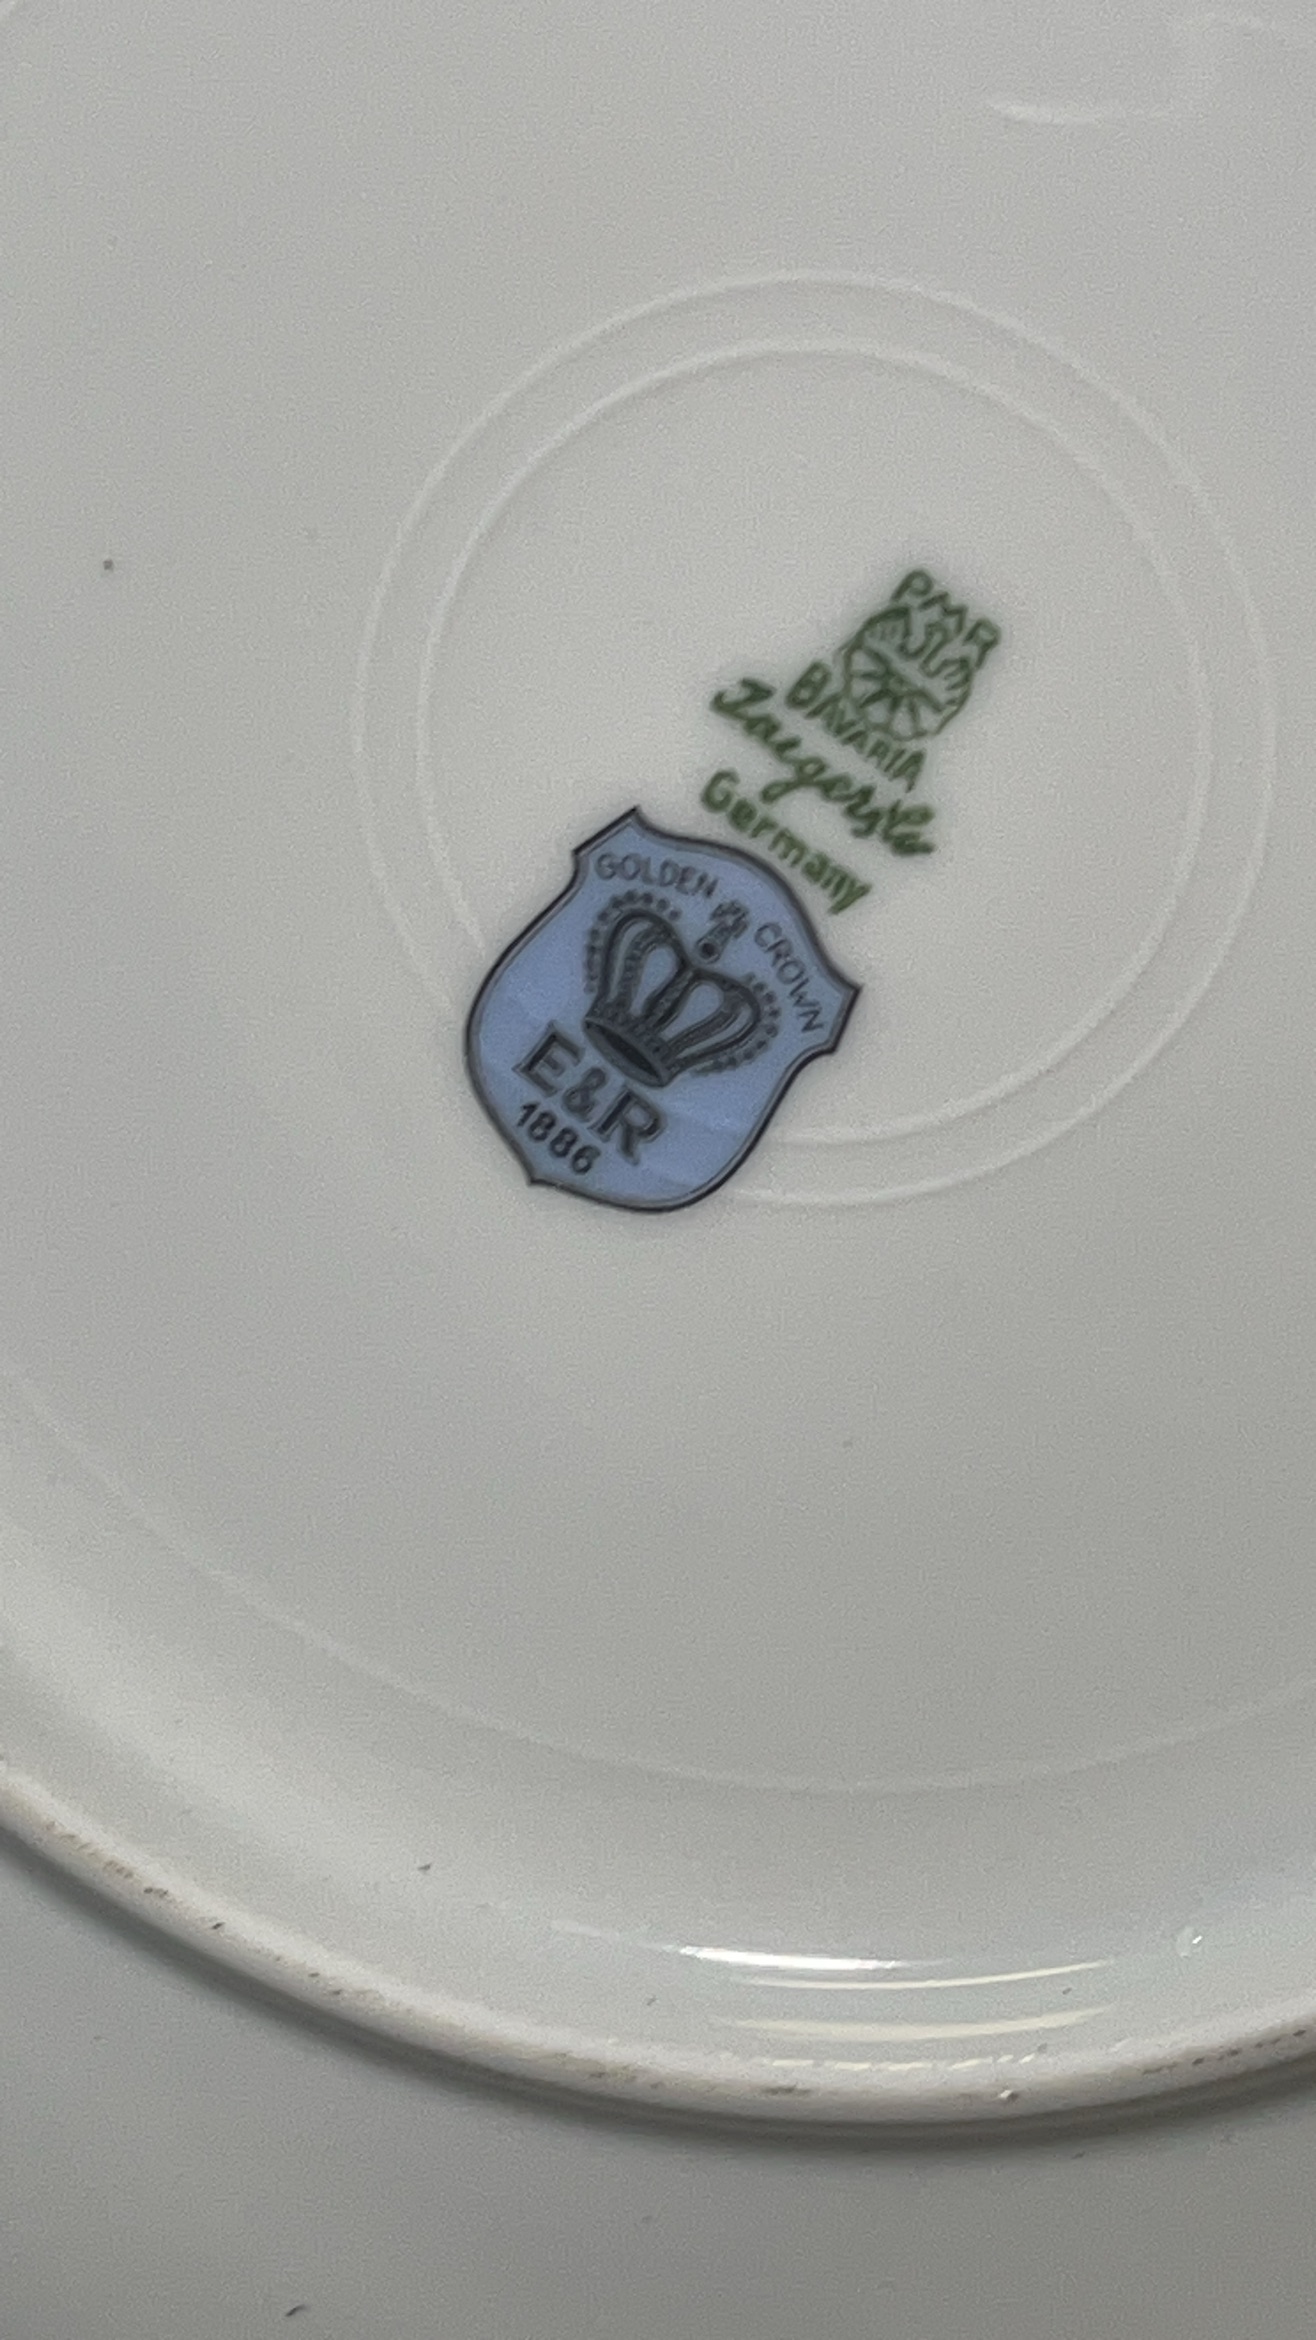 PMR
BAVARIA
Jaeger & Co
Germany
GOLDEN CROWN
E&R
1886